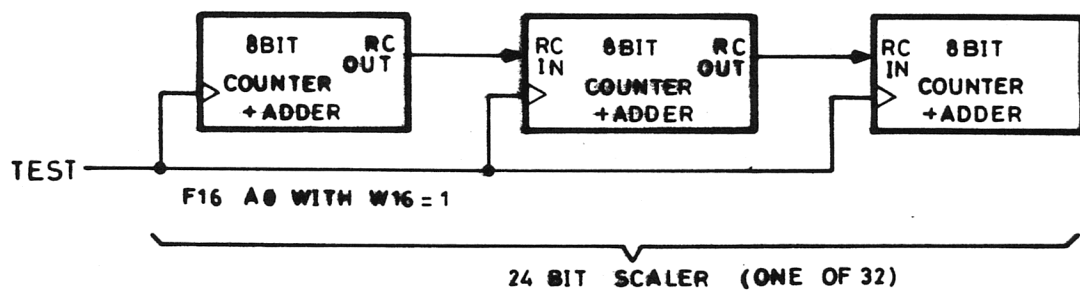 8BIT
RC
OUT
COUNTER
+ADDER
RC
IN
8BIT
RC
OUT
COUNTER
+ADDER
RC
IN
8BIT
COUNTER
+ADDER
TEST
F16 A0 WITH W16=1
24 BIT SCALER (ONE OF 32)